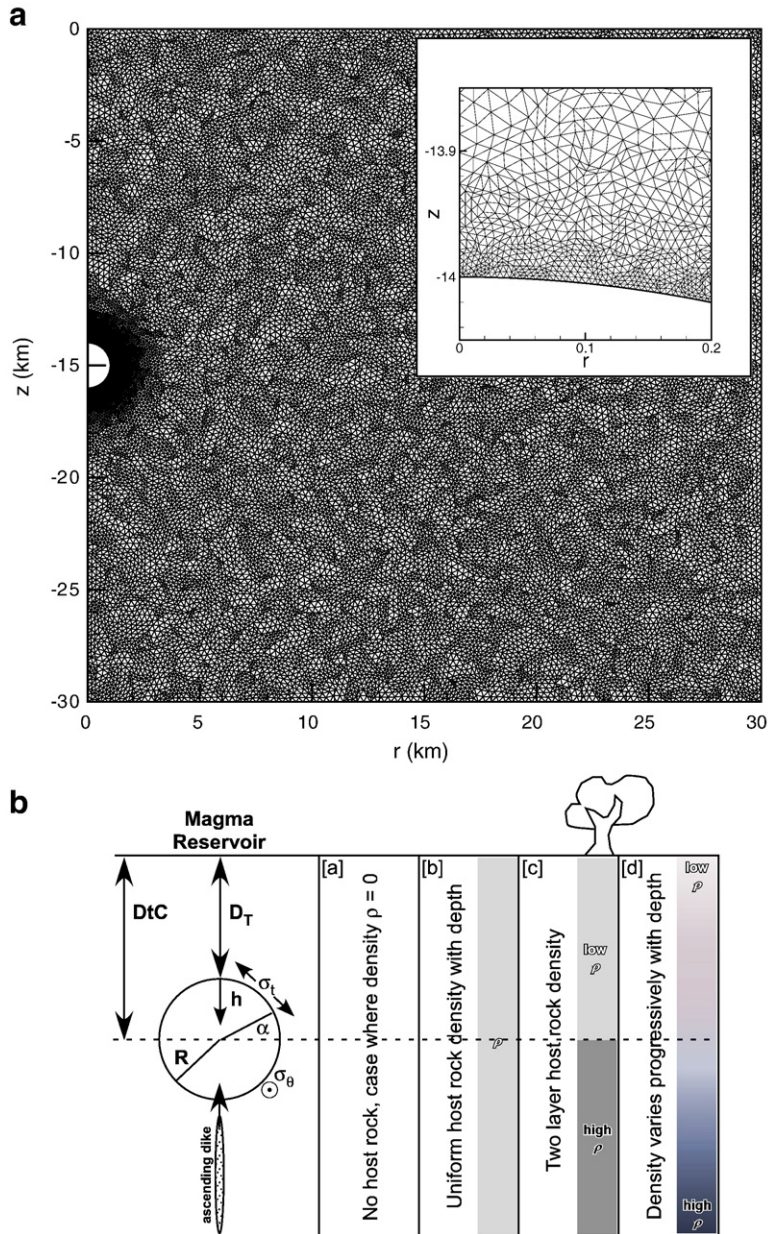 a
0
-5
-10
-15
-20
-25
-30
z (km)
0
5
10
15
20
25
30
r (km)
-13.9
z
-14
0
0.1
0.2
r
b
Magma
Reservoir
DtC
D_T
h
σ_t
α
R
σ_θ
ascending dike
[a]
No host rock, case where density ρ = 0
[b]
Uniform host rock density with depth
ρ
[c]
Two layer host rock density
low
ρ
high
ρ
[d]
Density varies progressively with depth
low
ρ
high
ρ